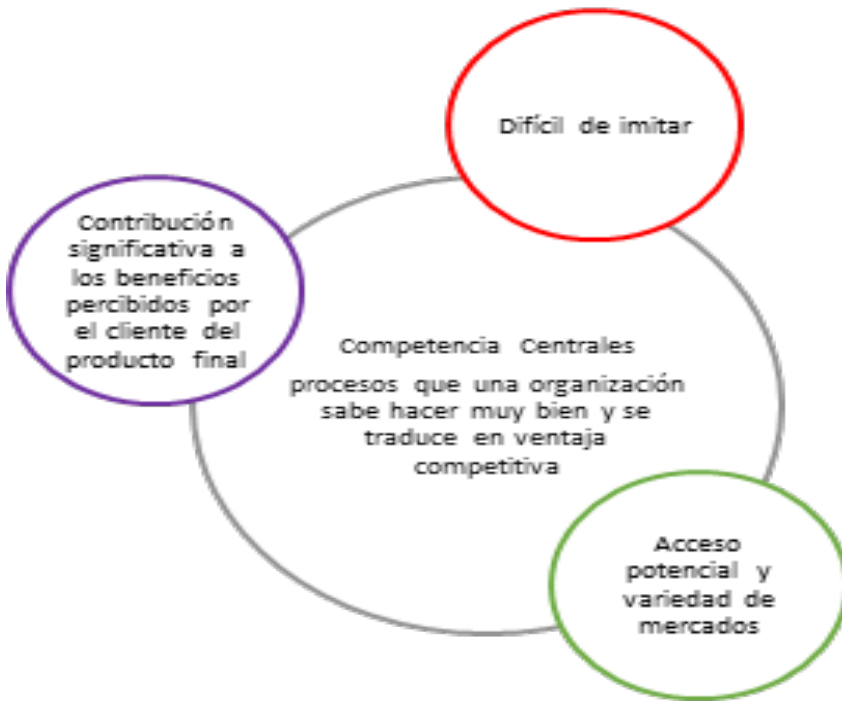 Difícil de imitar
Contribución
significativa a
los beneficios
percibidos por
el cliente del
producto final
Competencia Centrales
procesos que una organización
sabe hacer muy bien y se
traduce en ventaja
competitiva
Acceso
potencial y
variedad de
mercados